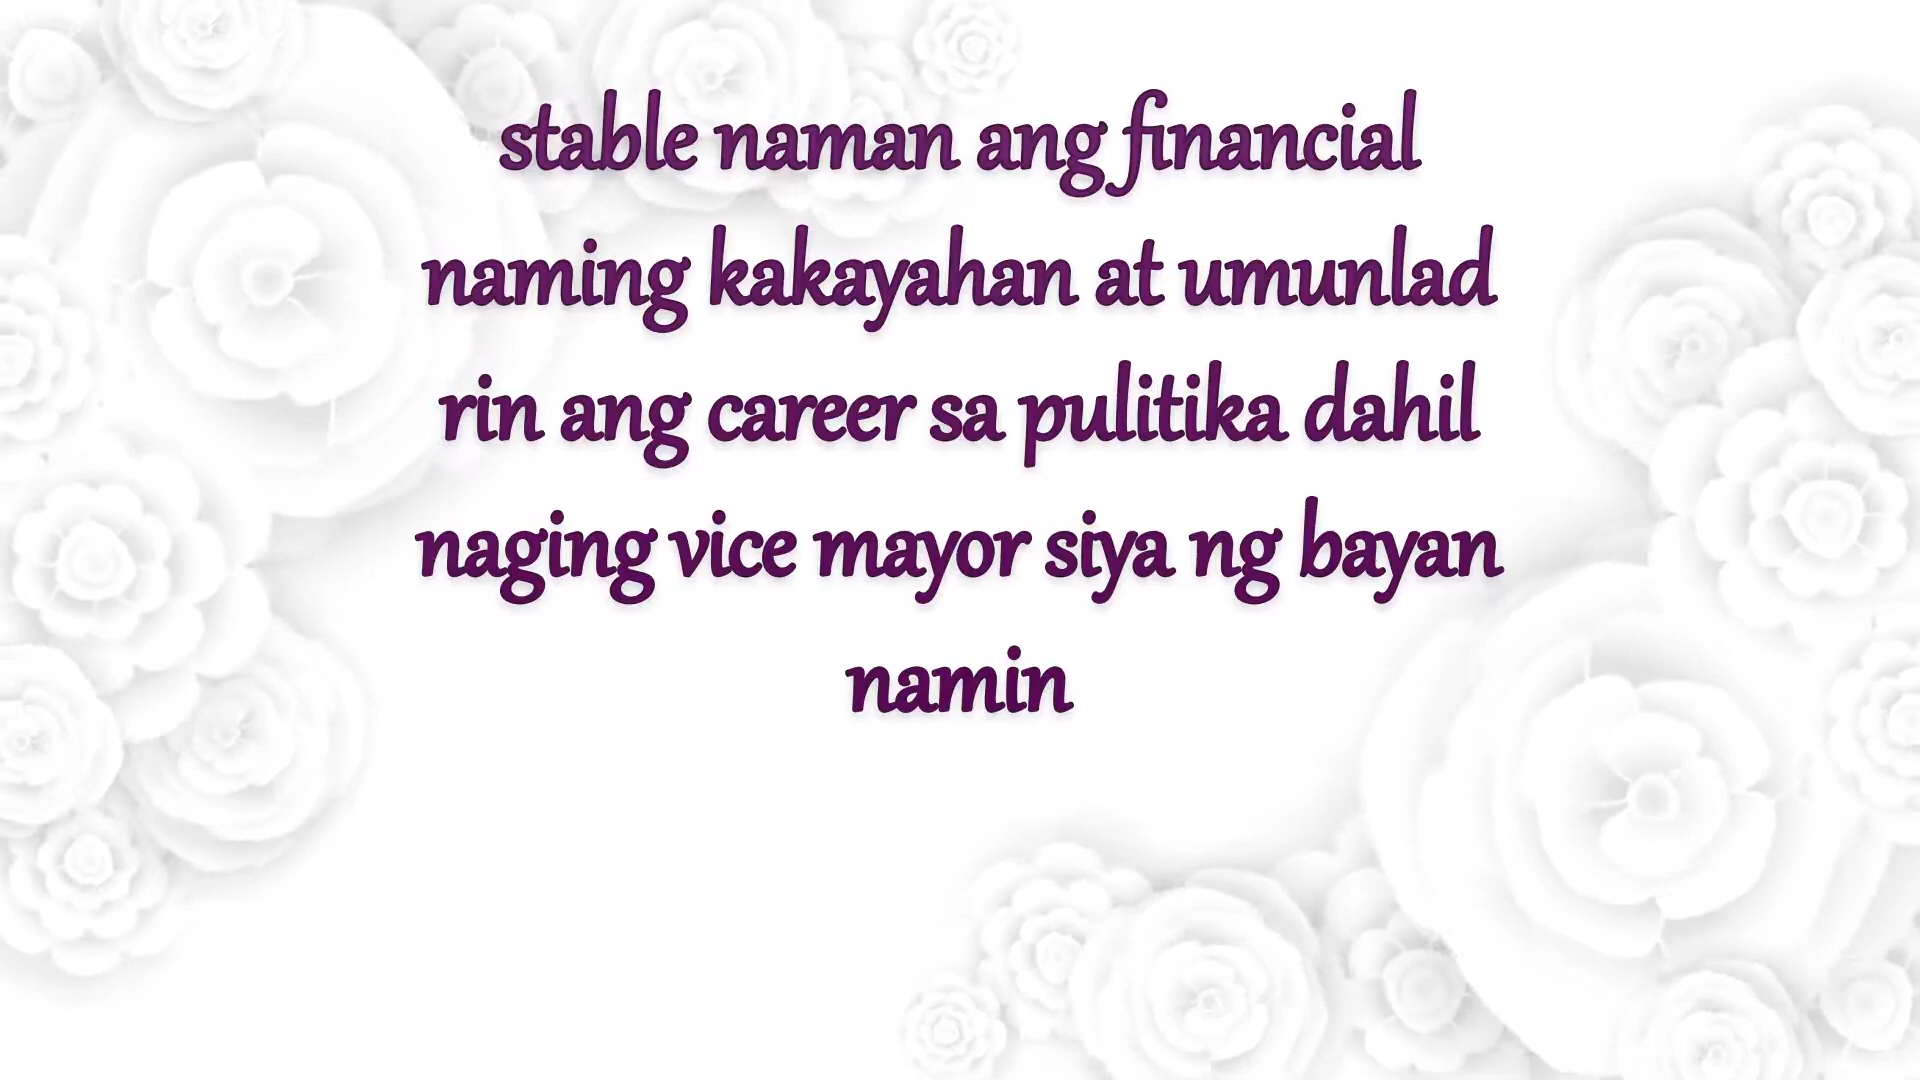 stable naman ang financial
naming kakayahan at umunlad
rin ang career sa pulitika dahil
naging vice mayor siya ng bayan
namin